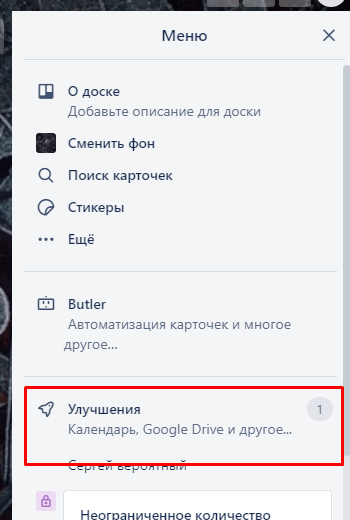 Меню
О доске
Добавьте описание для доски
Сменить фон
Поиск карточек
Стикеры
Ещё
Butler
Автоматизация карточек и многое
другое...
Улучшения
1
Календарь, Google Drive и другое...
Сергей вероятный
Неограниченное количество